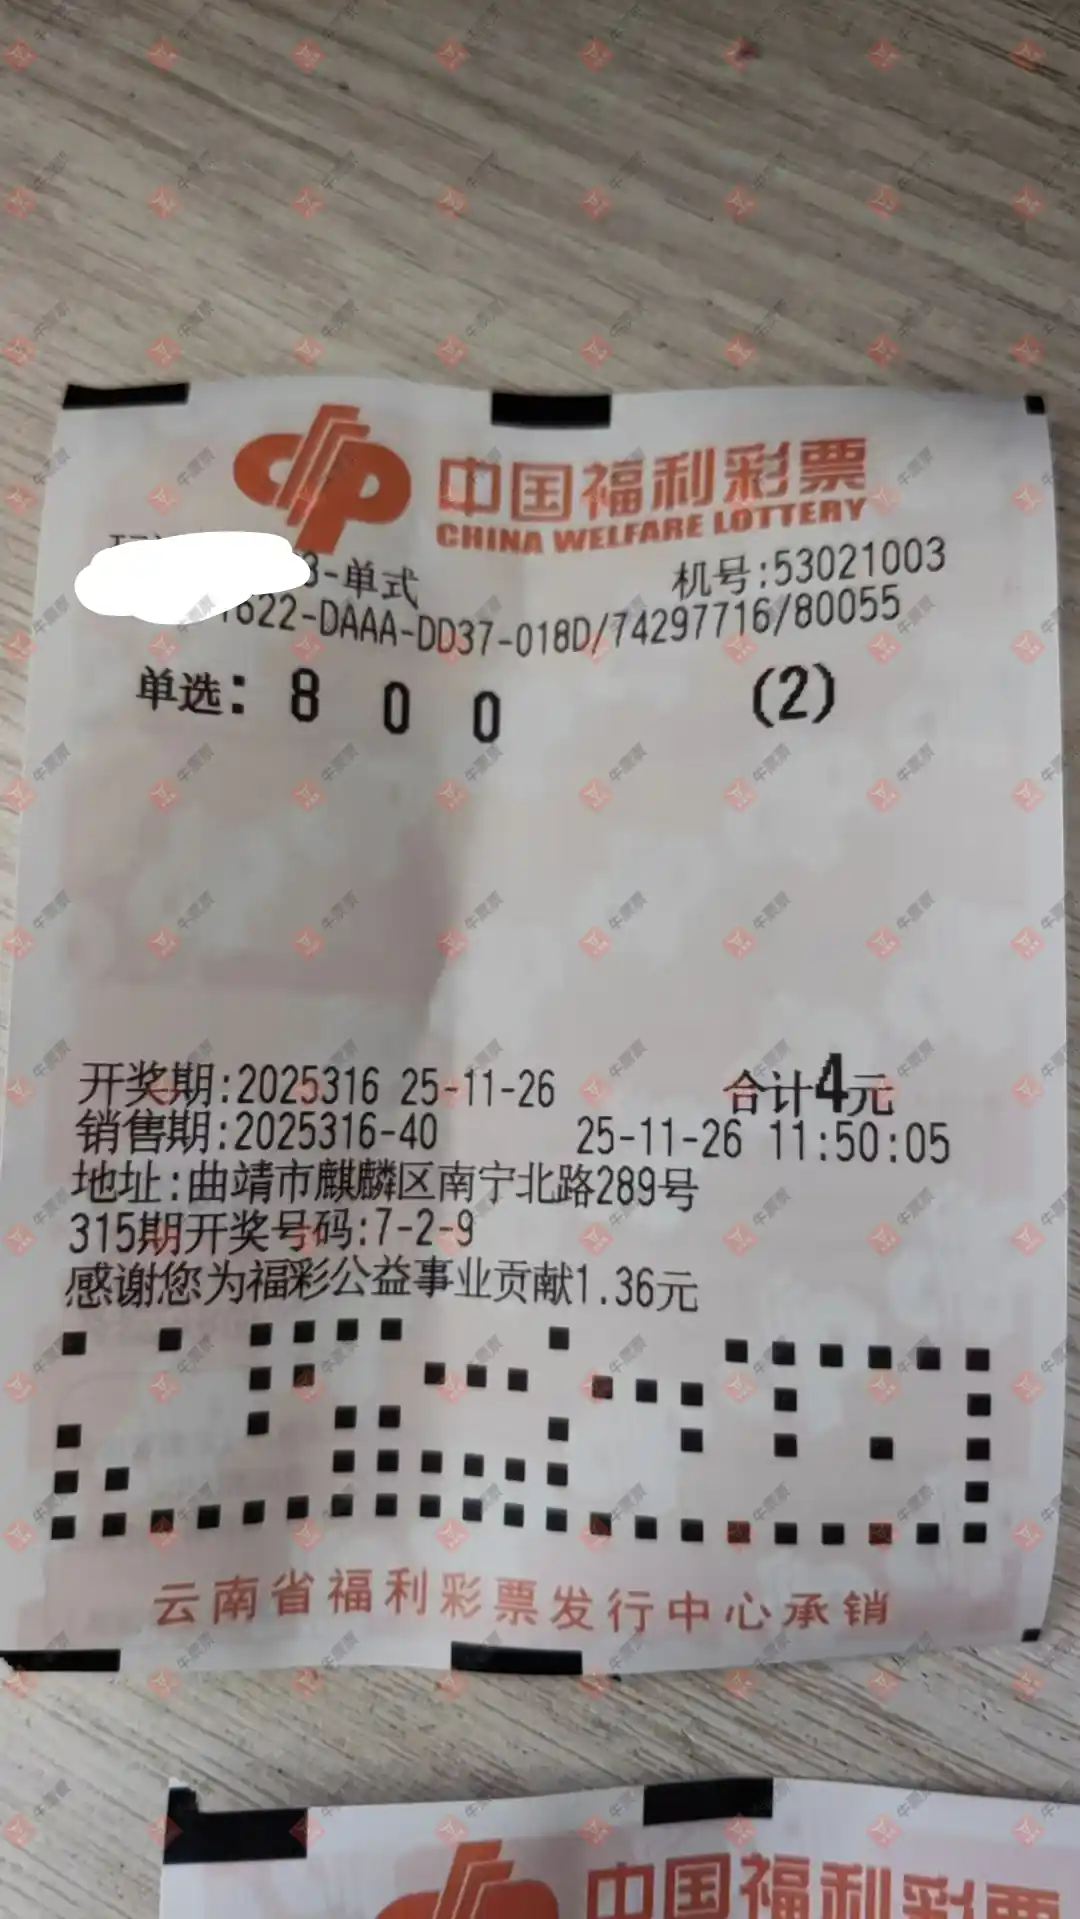 中国福利彩票
CHINA WELFARE LOTTERY
3-单式 机号:53021003
1622-DAAA-DD37-018D/74297716/80055
单选: 8 0 0 (2)
开奖期:2025316 25-11-26 合计4元
销售期:2025316-40 25-11-26 11:50:05
地址:曲靖市麒麟区南宁北路289号
315期开奖号码:7-2-9
感谢您为福彩公益事业贡献1.36元
云南省福利彩票发行中心承销
中国福利彩票
牛票票